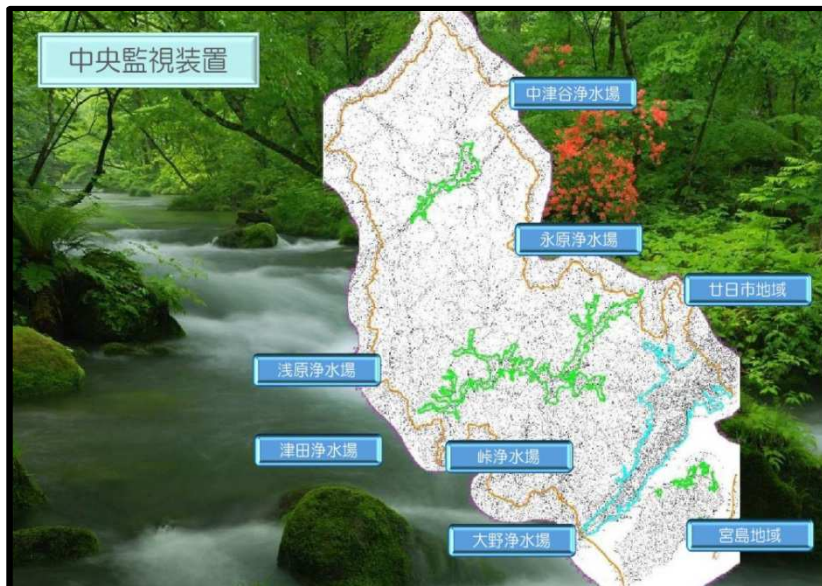 中央監視装置
中津谷浄水場
永原浄水場
廿日市地域
浅原浄水場
津田浄水場
峠浄水場
大野浄水場
宮島地域